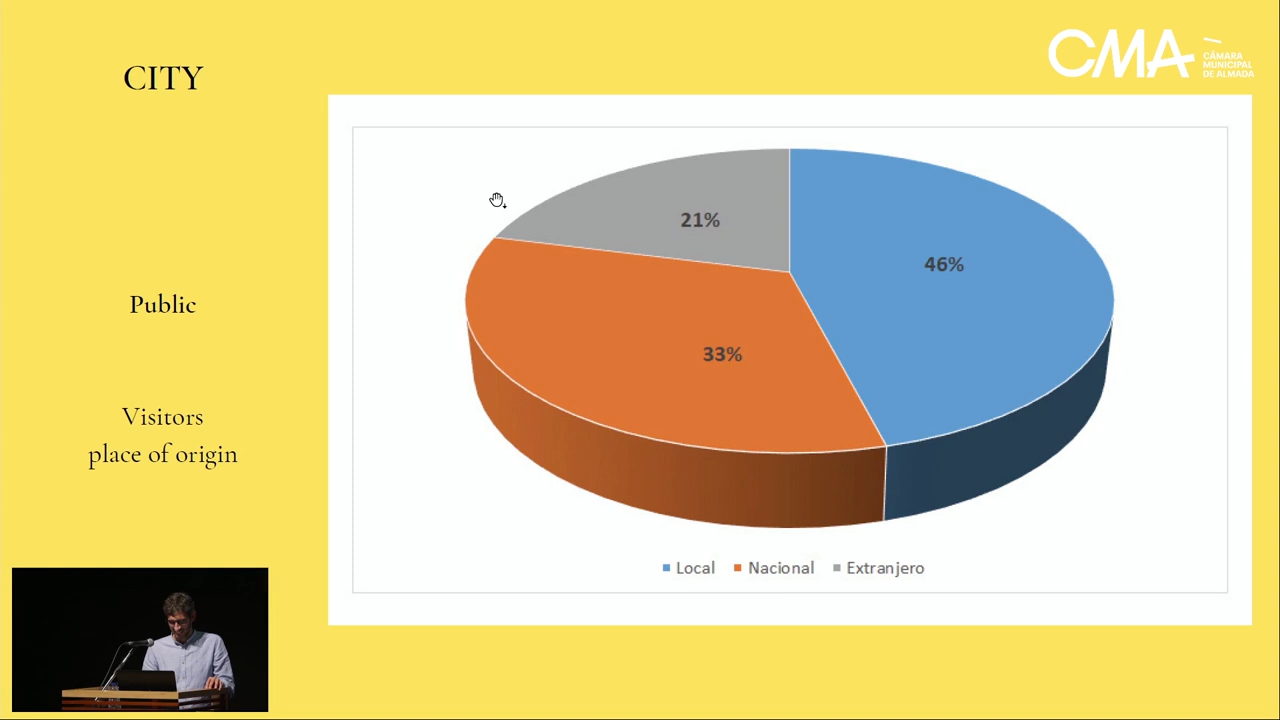 CITY
CMA
CÂMARA
MUNICIPAL
DE ALMADA
Public
Visitors
place of origin
21%
46%
33%
Local Nacional Extranjero